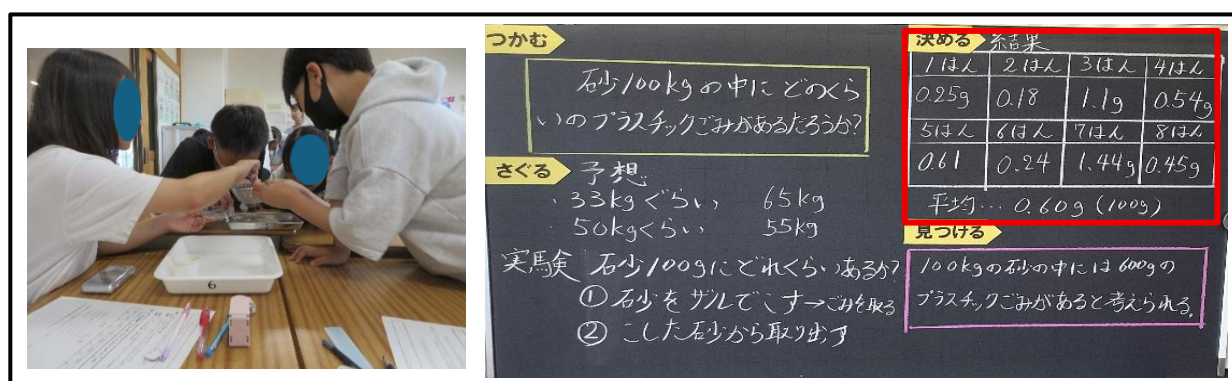 6
つかむ
砂100kgの中にどのくら
いのプラスチックごみがあるだろうか?
さぐる 予想
・33kgぐらい 65kg
・50kgくらい 55kg
実験 砂100gにどれくらいあるか?
① 砂をザルでこす→ごみを取る
② こした砂から取り出す
決める 結果
1はん 2はん 3はん 4はん
0.25g 0.18 1.1g 0.54g
5はん 6はん 7はん 8はん
0.61 0.24 1.44g 0.45g
平均… 0.60g (100g)
見つける
100kgの砂の中には600gの
プラスチックごみがあると考えられる。